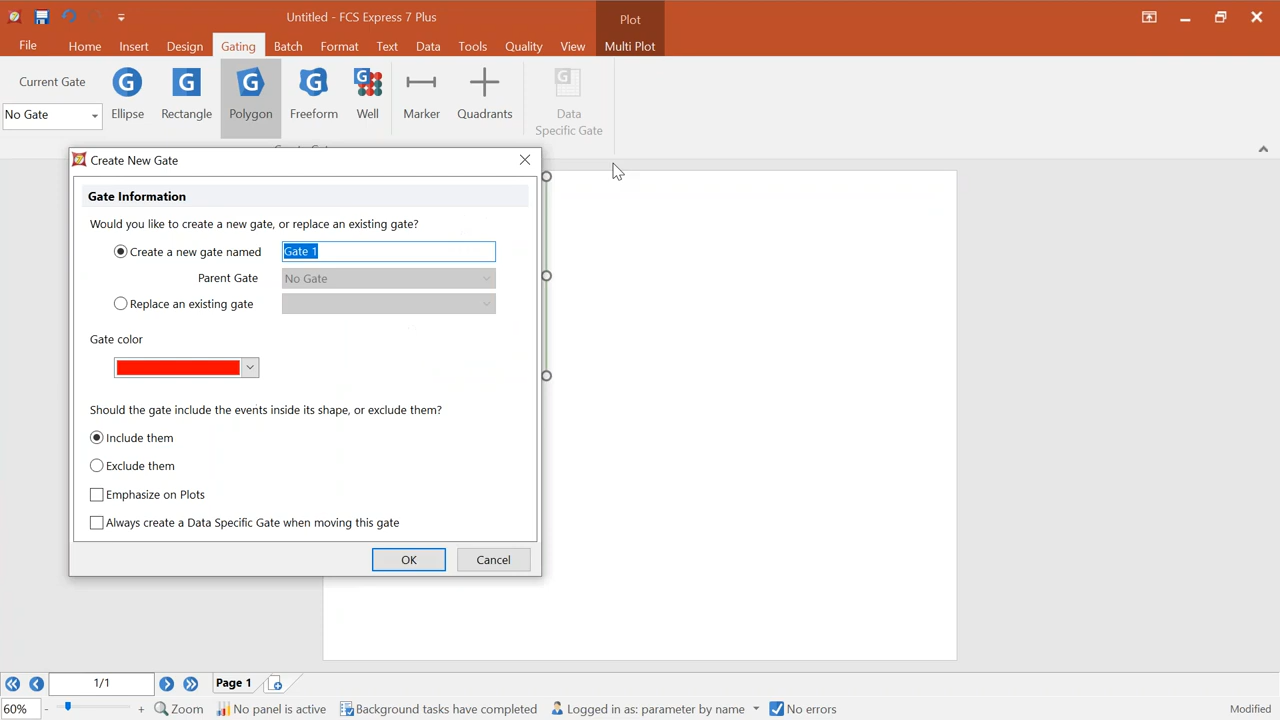 Untitled - FCS Express 7 Plus
Plot
File Home Insert Design Gating Batch Format Text Data Tools Quality View Multi Plot
Current Gate
No Gate
Ellipse
Rectangle
Polygon
Freeform
Well
Marker
Quadrants
Data
Specific Gate
Create New Gate
Gate Information
Would you like to create a new gate, or replace an existing gate?
Create a new gate named Gate 1
Parent Gate No Gate
Replace an existing gate
Gate color
Should the gate include the events inside its shape, or exclude them?
Include them
Exclude them
Emphasize on Plots
Always create a Data Specific Gate when moving this gate
OK Cancel
1/1 Page 1
60% - + Zoom No panel is active Background tasks have completed Logged in as: parameter by name No errors Modified